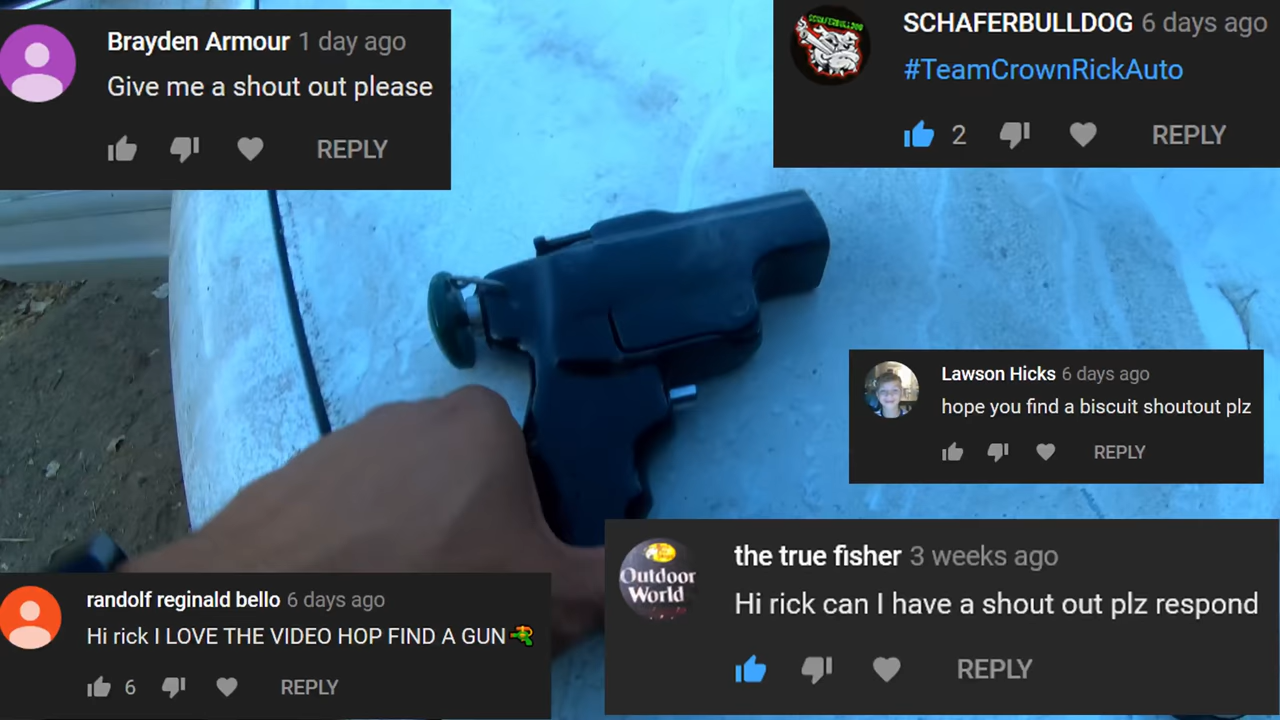 Brayden Armour 1 day ago
Give me a shout out please
REPLY
SCHAFERBULLDOG
SCHAFERBULLDOG 6 days ago
#TeamCrownRickAuto
2
REPLY
Lawson Hicks 6 days ago
hope you find a biscuit shoutout plz
REPLY
Outdoor
World
the true fisher 3 weeks ago
Hi rick can I have a shout out plz respond
REPLY
randolf reginald bello 6 days ago
Hi rick I LOVE THE VIDEO HOP FIND A GUN🔫
6
REPLY